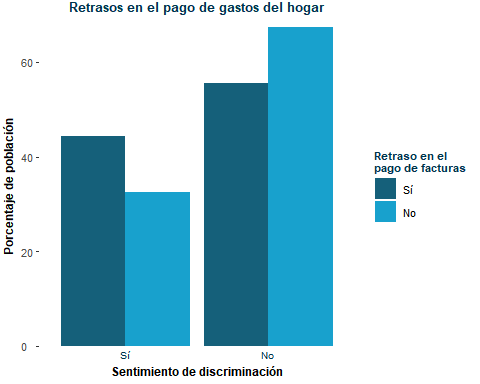 Retrasos en el pago de gastos del hogar
Porcentaje de población
60
40
20
0
Sí
No
Sentimiento de discriminación
Retraso en el
pago de facturas
Sí
No